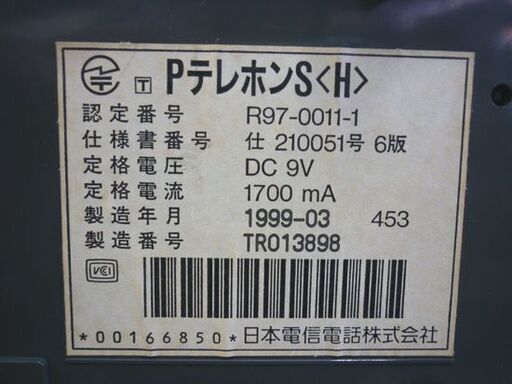 T PテレホンS<H>
認定番号 R97-0011-1
仕様書番号 仕 210051号 6版
定格電圧 DC 9V
定格電流 1700 mA
製造年月 1999-03 453
製造番号 TR013898
VCI
*00166850* 日本電信電話株式会社